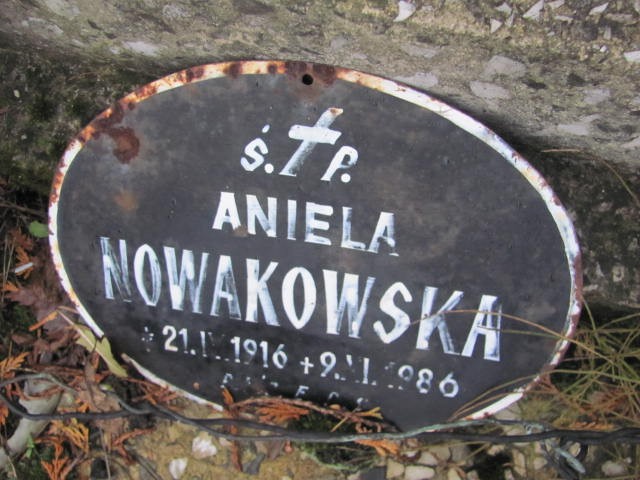 Ś. † P.
ANIELA
NOWAKOWSKA
1916 + 1986